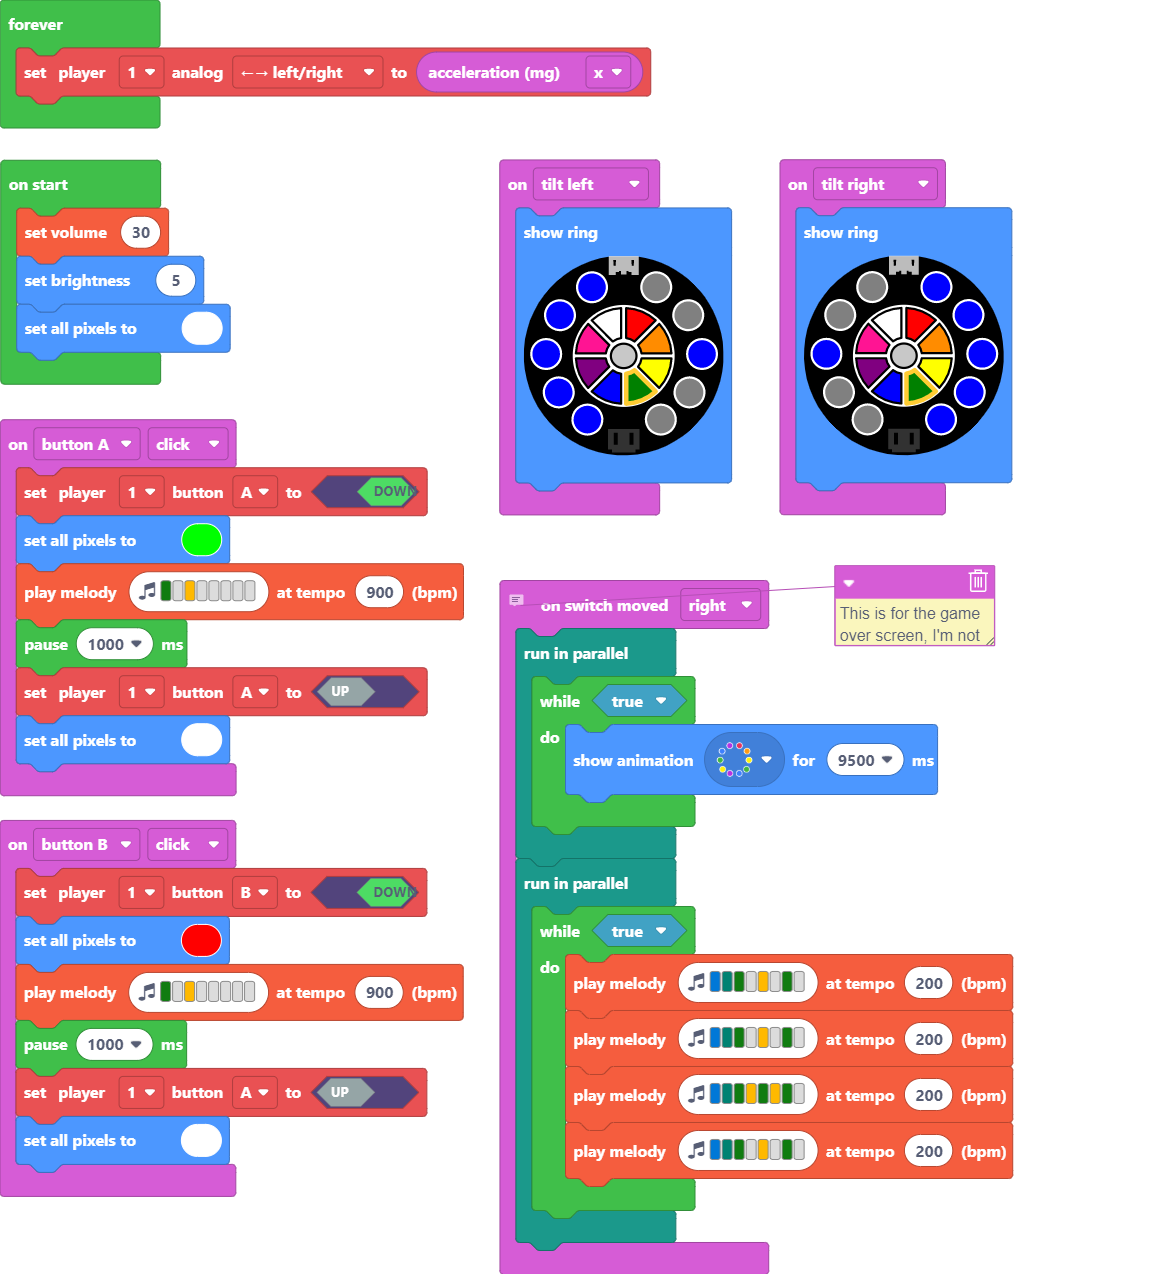 forever
set player 1 analog ←→ left/right to acceleration (mg) x
on start
set volume 30
set brightness 5
set all pixels to
on button A click
set player 1 button A to DOWN
set all pixels to
play melody at tempo 900 (bpm)
pause 1000 ms
set player 1 button A to UP
set all pixels to
on button B click
set player 1 button B to DOWN
set all pixels to
play melody at tempo 900 (bpm)
pause 1000 ms
set player 1 button A to UP
set all pixels to
on tilt left
show ring
on tilt right
show ring
on switch moved right
run in parallel
while true
do
show animation for 9500 ms
run in parallel
while true
do
play melody at tempo 200 (bpm)
play melody at tempo 200 (bpm)
play melody at tempo 200 (bpm)
play melody at tempo 200 (bpm)
This is for the game
over screen, I'm not